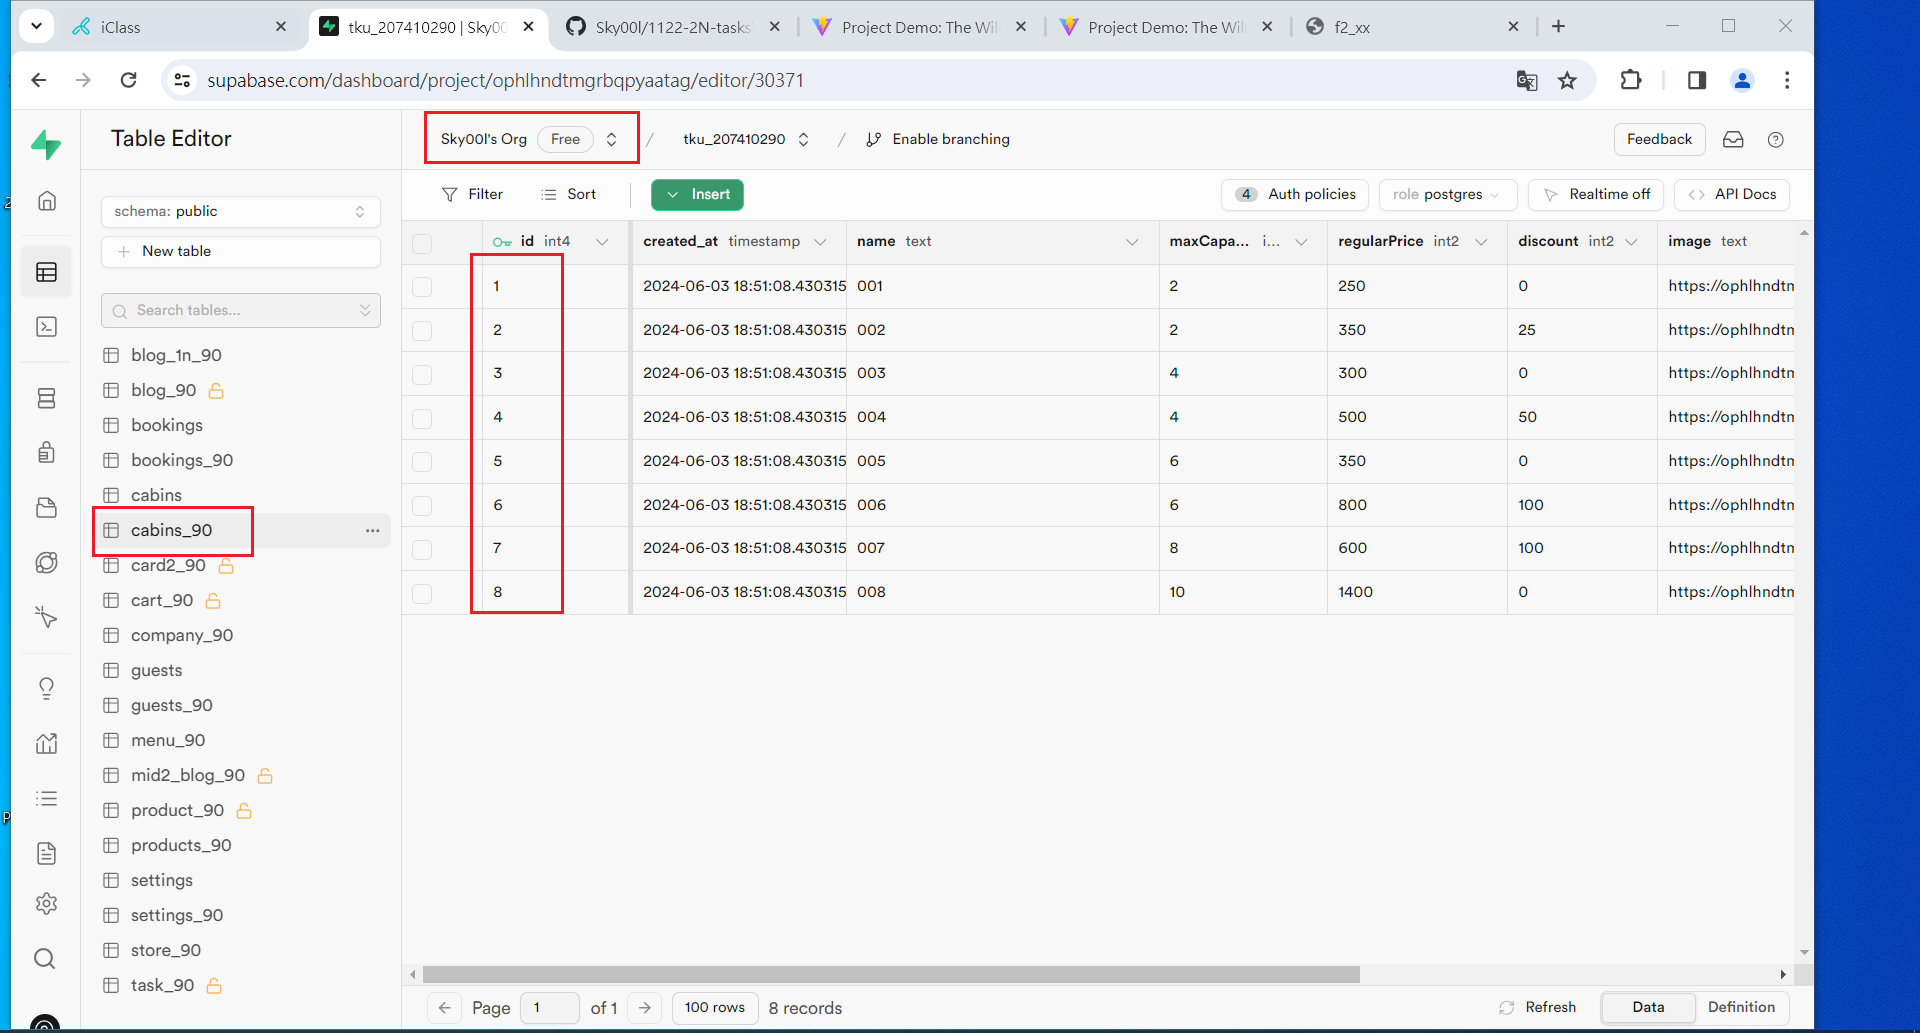 iClass
tku_207410290 | Sky00
Sky00l/1122-2N-tasks
Project Demo: The Wil
Project Demo: The Wil
f2_xx
supabase.com/dashboard/project/ophlhndtmgrbqpyaatag/editor/30371
Table Editor
Sky00l's Org Free / tku_207410290 / Enable branching
Feedback
schema: public
New table
Search tables...
blog_1n_90
blog_90
bookings
bookings_90
cabins
cabins_90
card2_90
cart_90
company_90
guests
guests_90
menu_90
mid2_blog_90
product_90
products_90
settings
settings_90
store_90
task_90
Filter Sort Insert 4 Auth policies role postgres Realtime off API Docs
id int4 created_at timestamp name text maxCapa... i... regularPrice int2 discount int2 image text
1 2024-06-03 18:51:08.430315 001 2 250 0 https://ophlhndtn
2 2024-06-03 18:51:08.430315 002 2 350 25 https://ophlhndtn
3 2024-06-03 18:51:08.430315 003 4 300 0 https://ophlhndtn
4 2024-06-03 18:51:08.430315 004 4 500 50 https://ophlhndtn
5 2024-06-03 18:51:08.430315 005 6 350 0 https://ophlhndtn
6 2024-06-03 18:51:08.430315 006 6 800 100 https://ophlhndtn
7 2024-06-03 18:51:08.430315 007 8 600 100 https://ophlhndtn
8 2024-06-03 18:51:08.430315 008 10 1400 0 https://ophlhndtn
Page 1 of 1 100 rows 8 records Refresh Data Definition